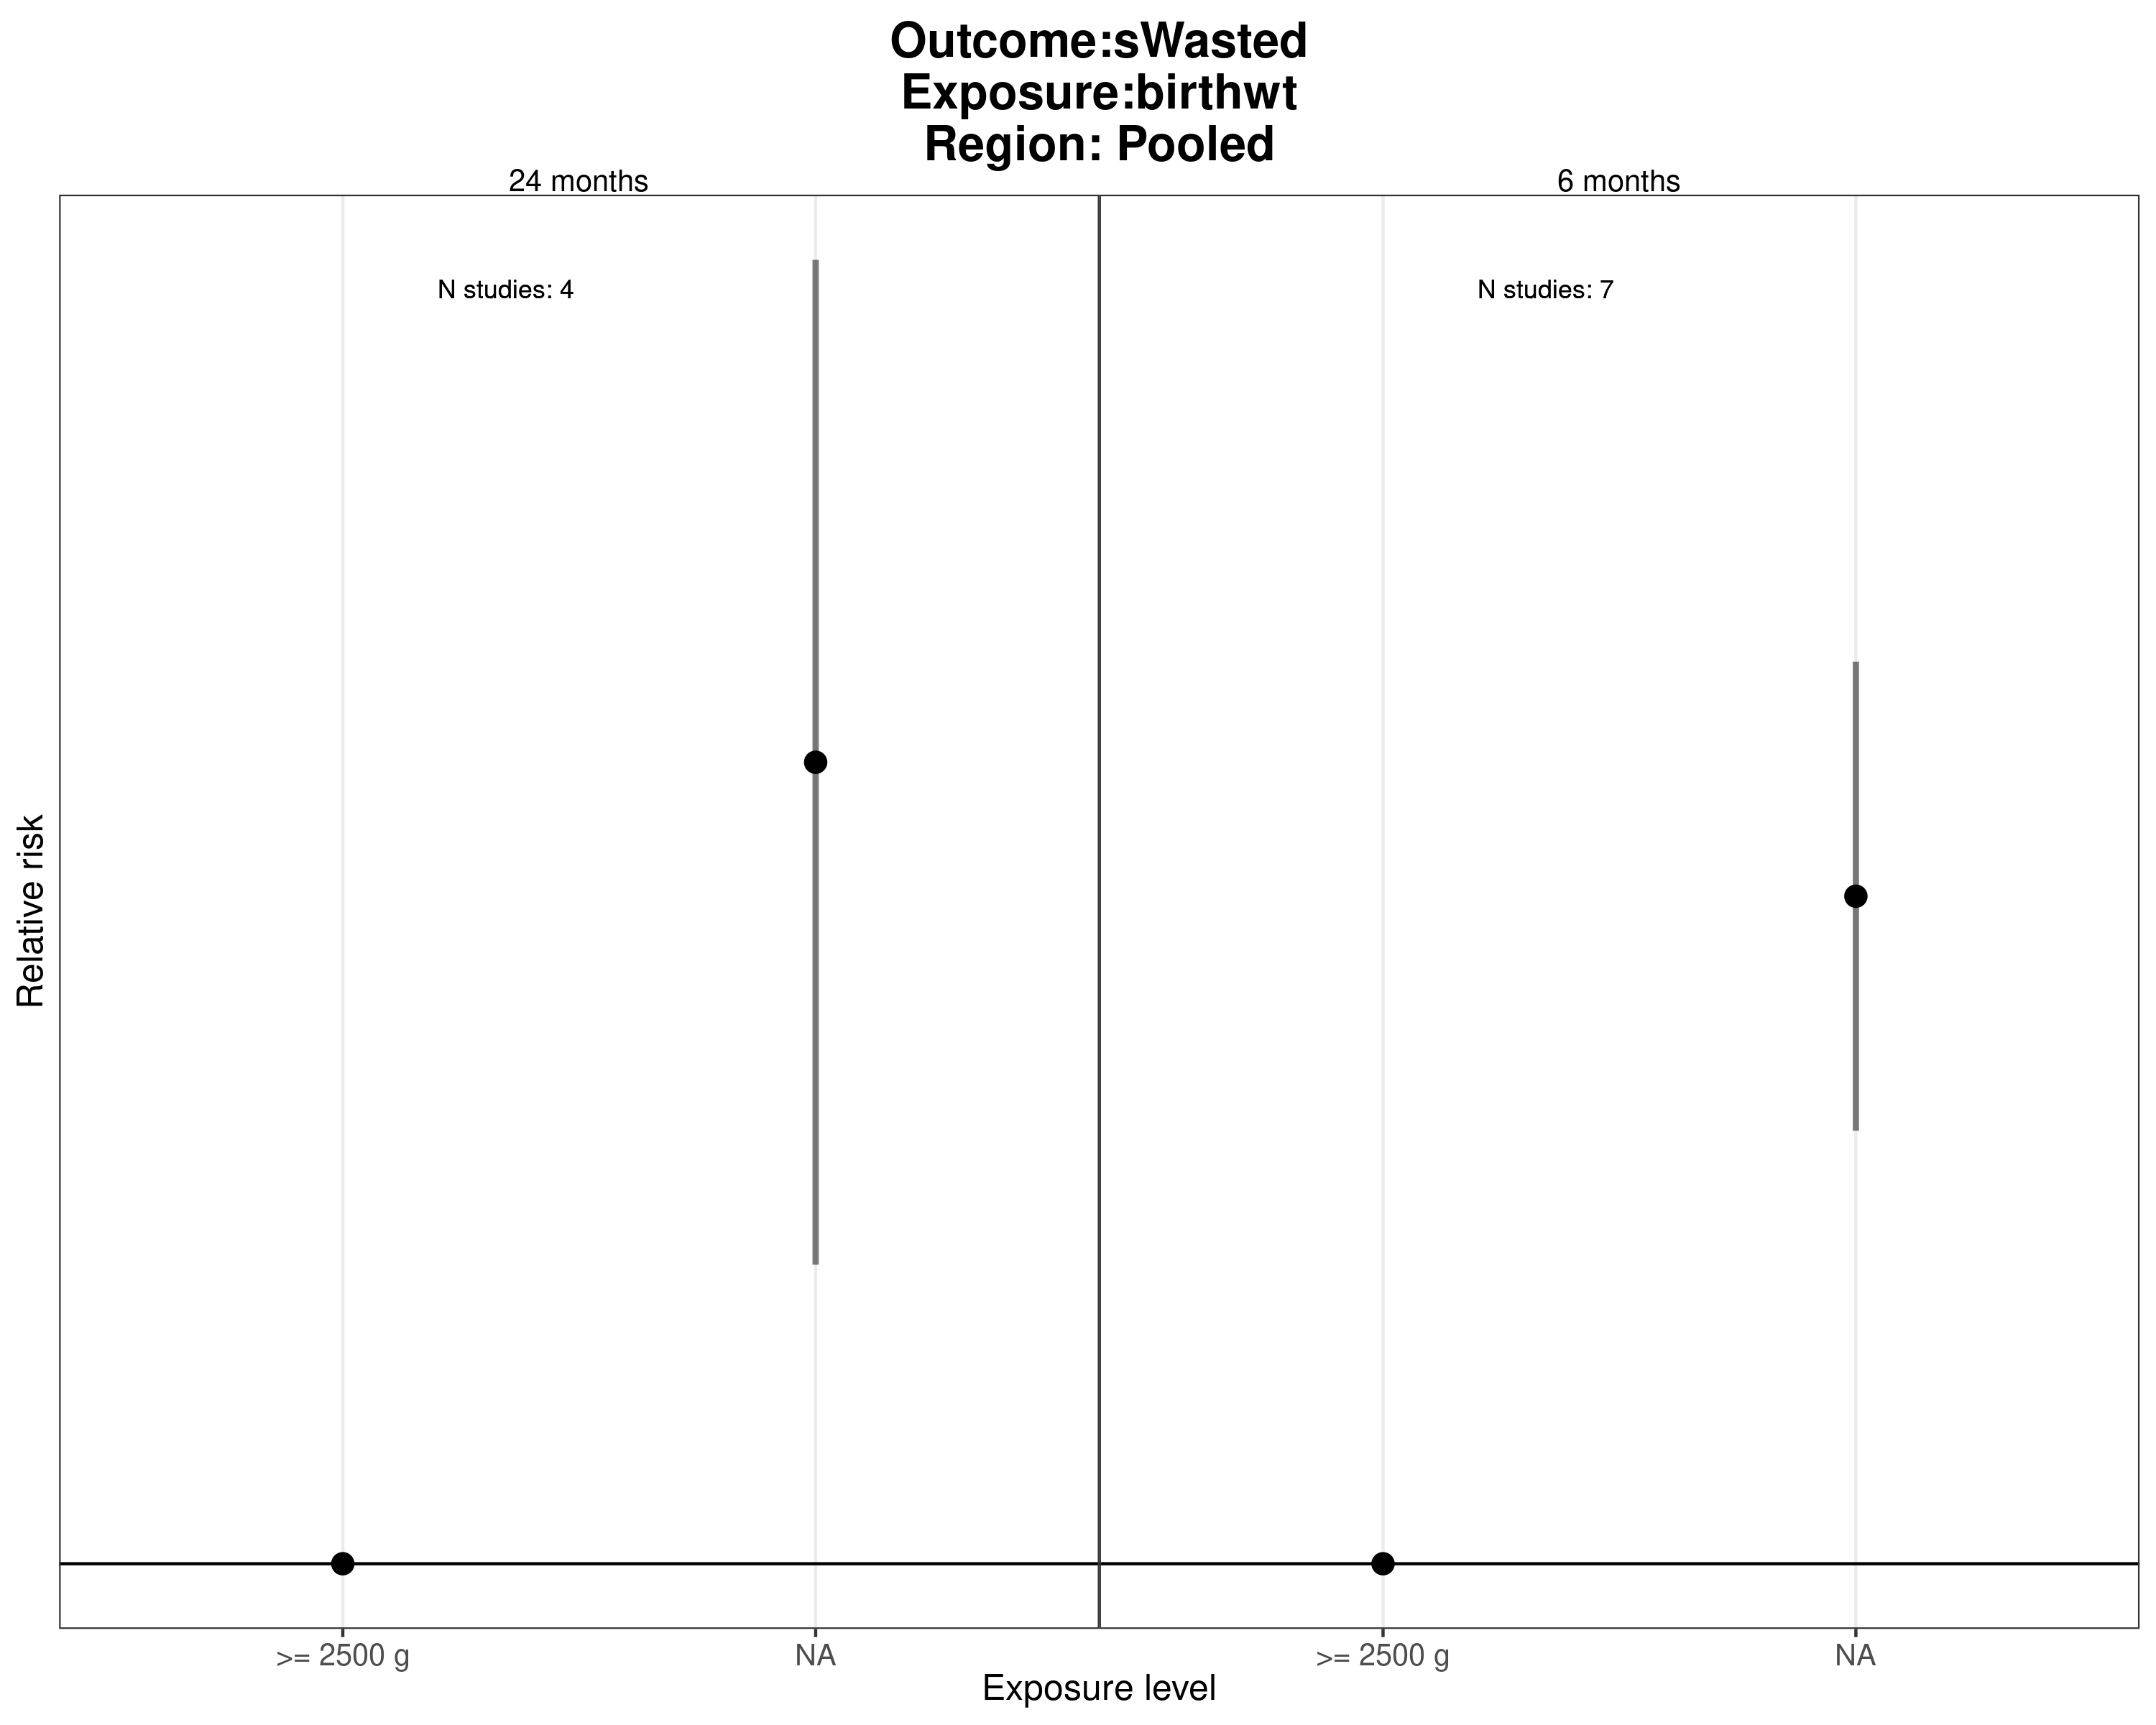 Outcome:sWasted
Exposure:birthwt
Region: Pooled
24 months
6 months
N studies: 4
N studies: 7
Relative risk
>= 2500 g
NA
>= 2500 g
NA
Exposure level